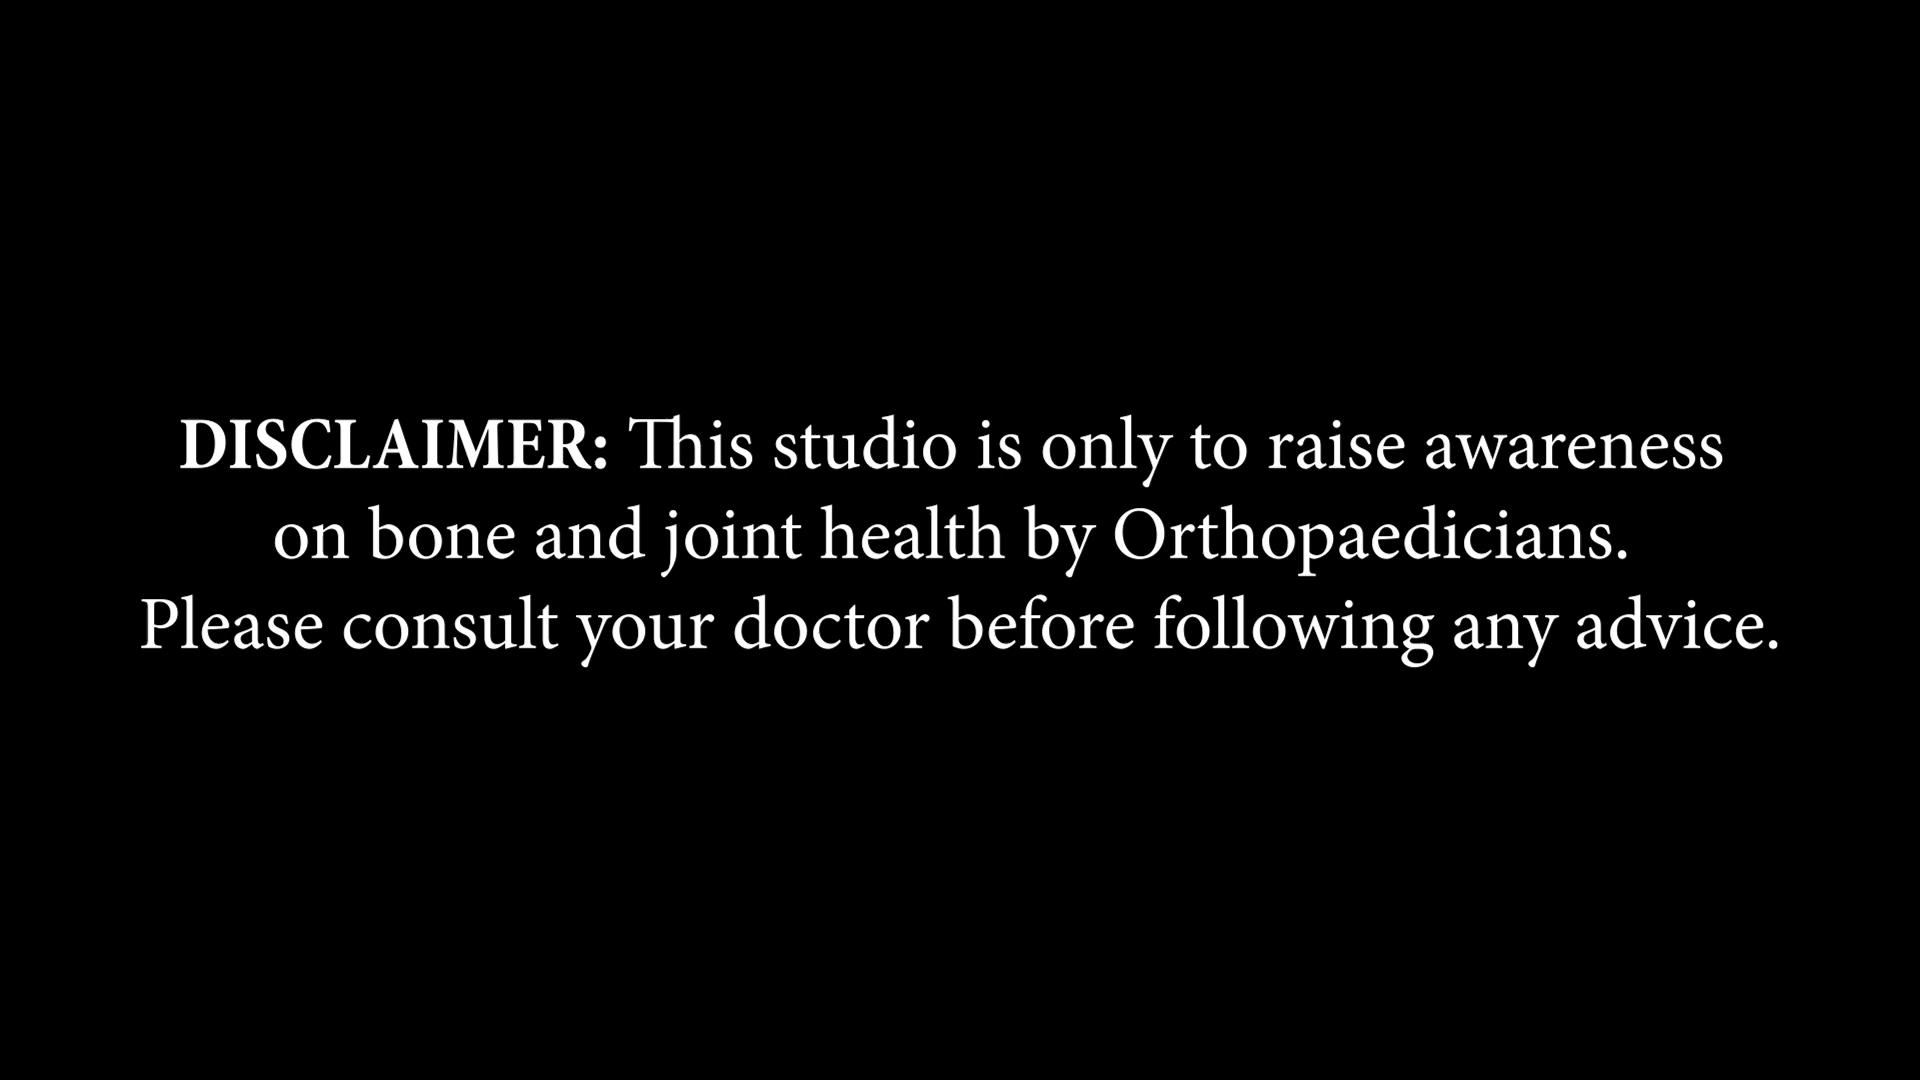 DISCLAIMER: This studio is only to raise awareness
on bone and joint health by Orthopaedicians.
Please consult your doctor before following any advice.